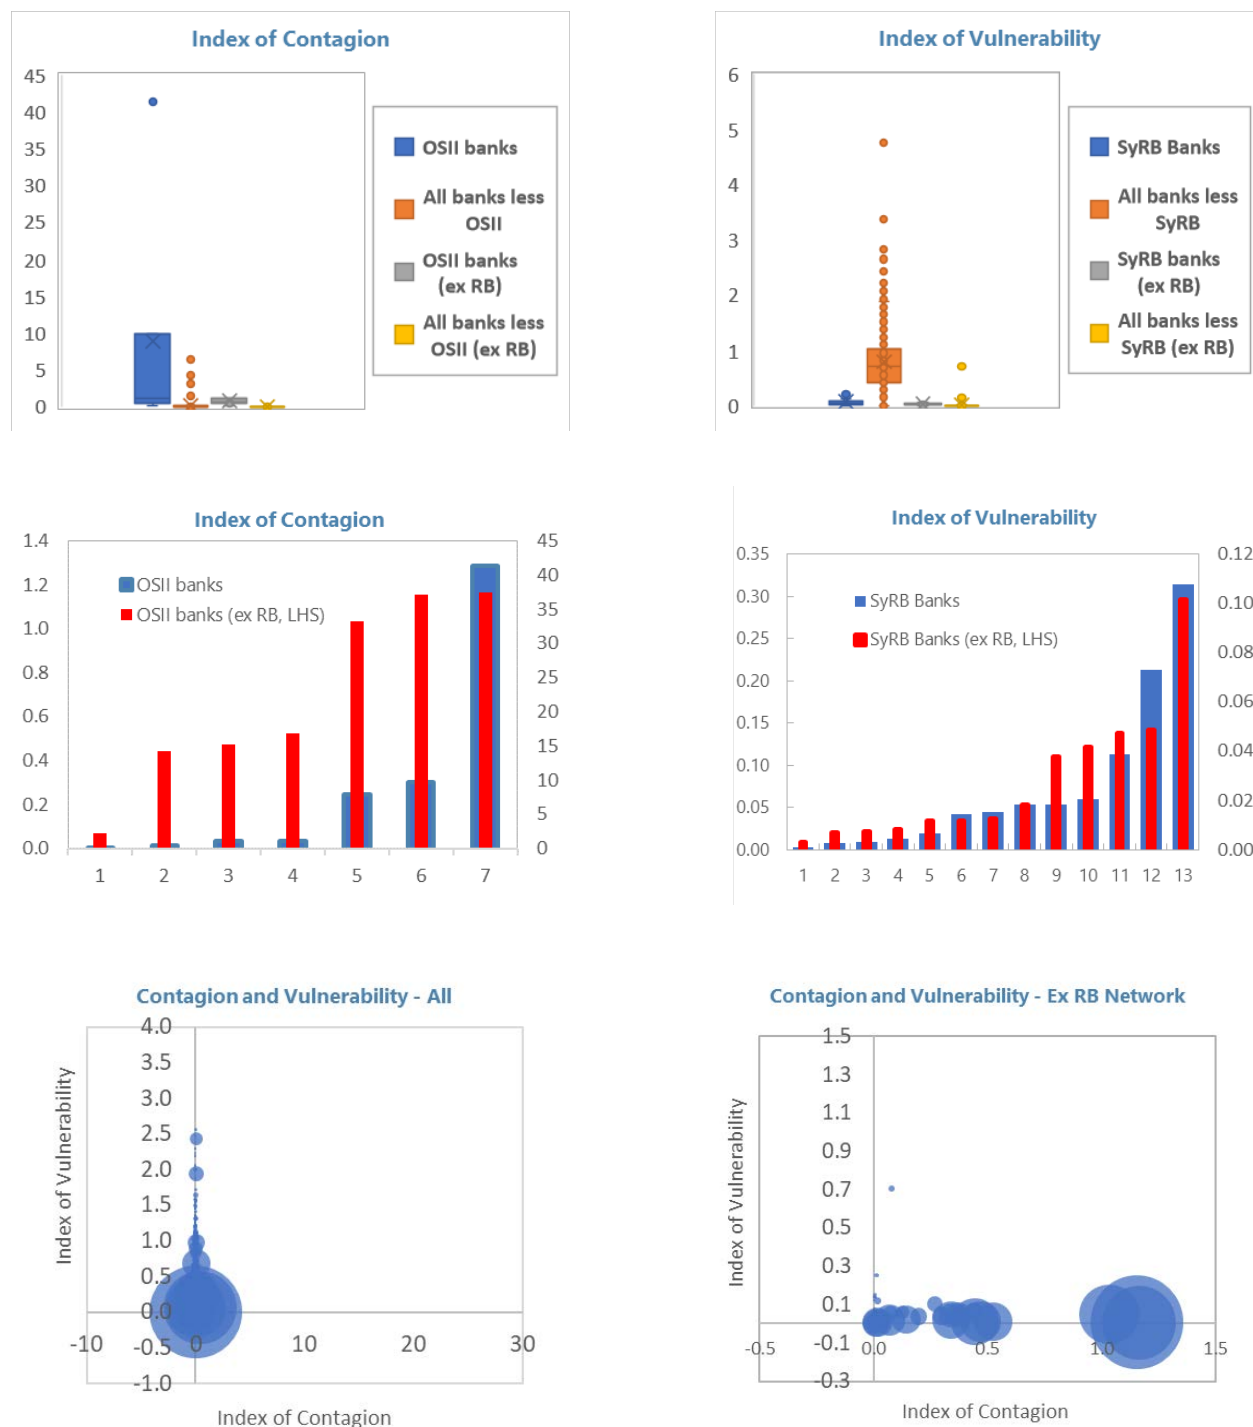 Index of Contagion
45
40
35
30
25
20
15
10
5
0
OSII banks
All banks less
OSII
OSII banks
(ex RB)
All banks less
OSII (ex RB)
Index of Vulnerability
6
5
4
3
2
1
0
SyRB Banks
All banks less
SyRB
SyRB banks
(ex RB)
All banks less
SyRB (ex RB)
Index of Contagion
1.4
1.2
1.0
0.8
0.6
0.4
0.2
0.0
OSII banks
OSII banks (ex RB, LHS)
45
40
35
30
25
20
15
10
5
0
1 2 3 4 5 6 7
Index of Vulnerability
0.35
0.30
0.25
0.20
0.15
0.10
0.05
0.00
SyRB Banks
SyRB Banks (ex RB, LHS)
0.12
0.10
0.08
0.06
0.04
0.02
0.00
1 2 3 4 5 6 7 8 9 10 11 12 13
Contagion and Vulnerability - All
Index of Vulnerability
4.0
3.5
3.0
2.5
2.0
1.5
1.0
0.5
0.0
-0.5
-1.0
-10 0 10 20 30
Index of Contagion
Contagion and Vulnerability - Ex RB Network
Index of Vulnerability
1.5
1.3
1.1
0.9
0.7
0.5
0.3
0.1
-0.1
-0.3
-0.5 0.0 0.5 1.0 1.5
Index of Contagion